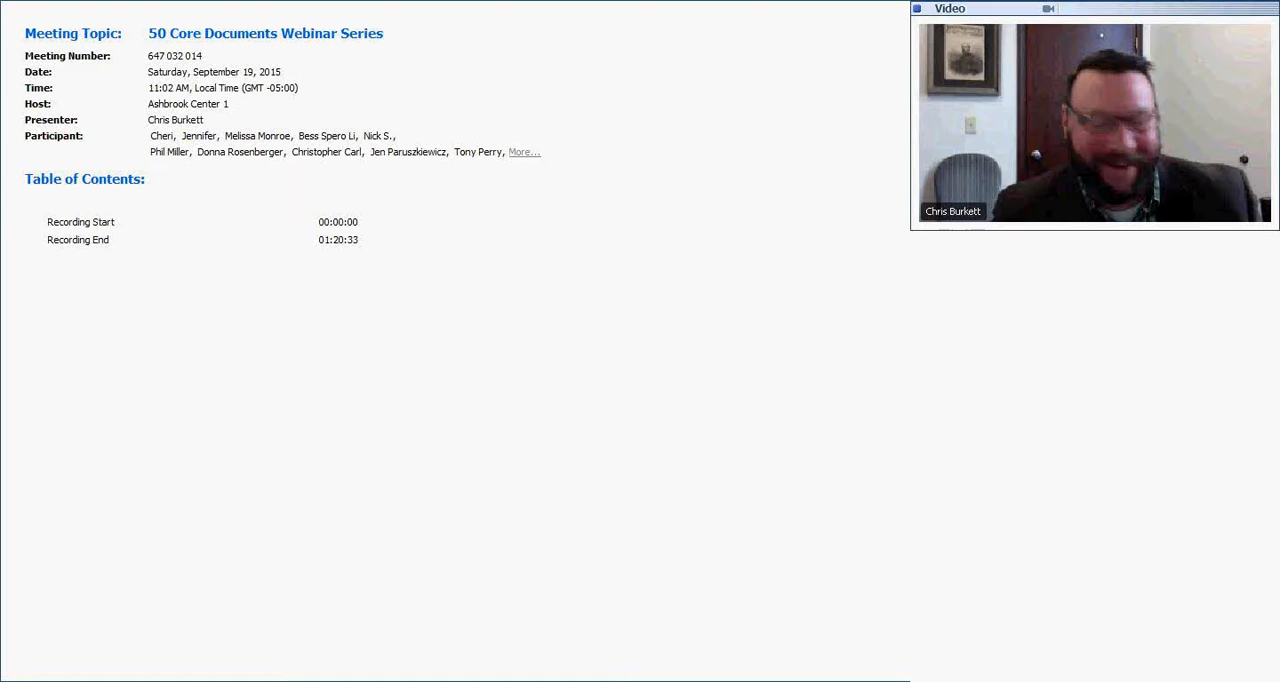 Meeting Topic: 50 Core Documents Webinar Series
Meeting Number: 647 032 014
Date: Saturday, September 19, 2015
Time: 11:02 AM, Local Time (GMT -05:00)
Host: Ashbrook Center 1
Presenter: Chris Burkett
Participant: Cheri, Jennifer, Melissa Monroe, Bess Spero Li, Nick S.,
Phil Miller, Donna Rosenberger, Christopher Carl, Jen Paruszkiewicz, Tony Perry, More...
Table of Contents:
Recording Start 00:00:00
Recording End 01:20:33
Video
Chris Burkett